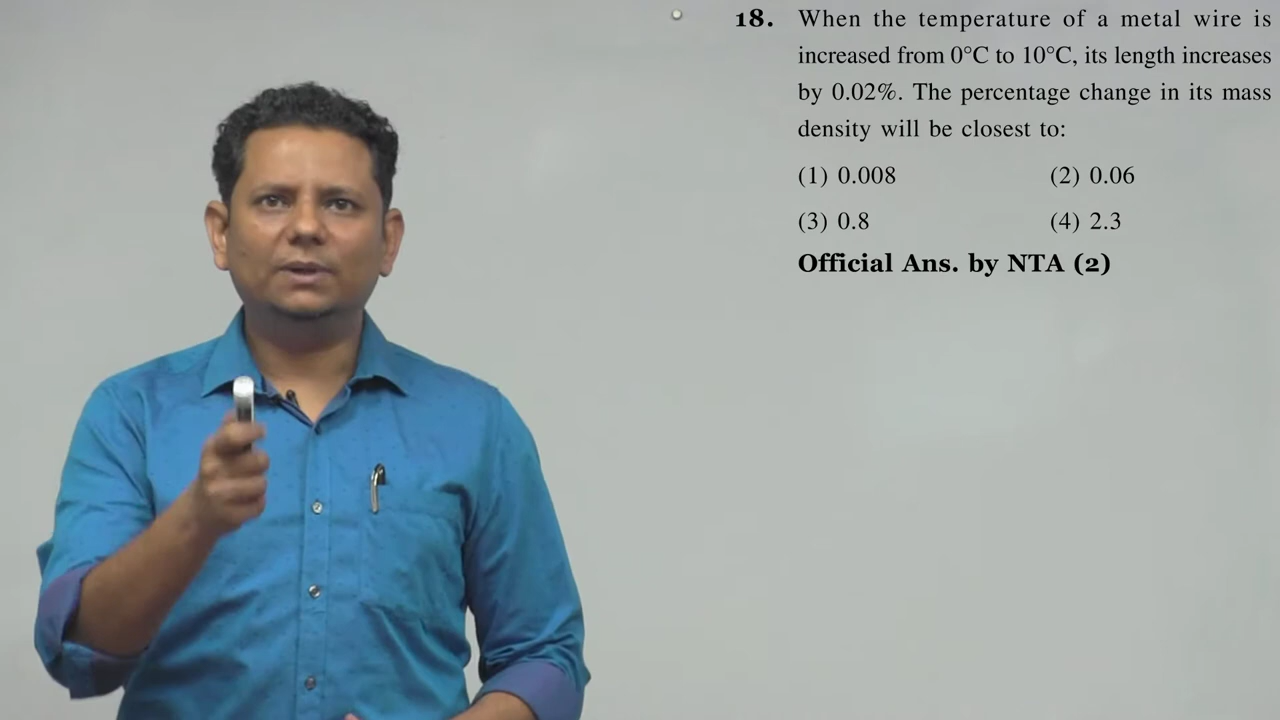 18. When the temperature of a metal wire is
increased from 0°C to 10°C, its length increases
by 0.02%. The percentage change in its mass
density will be closest to:
(1) 0.008 (2) 0.06
(3) 0.8 (4) 2.3
Official Ans. by NTA (2)